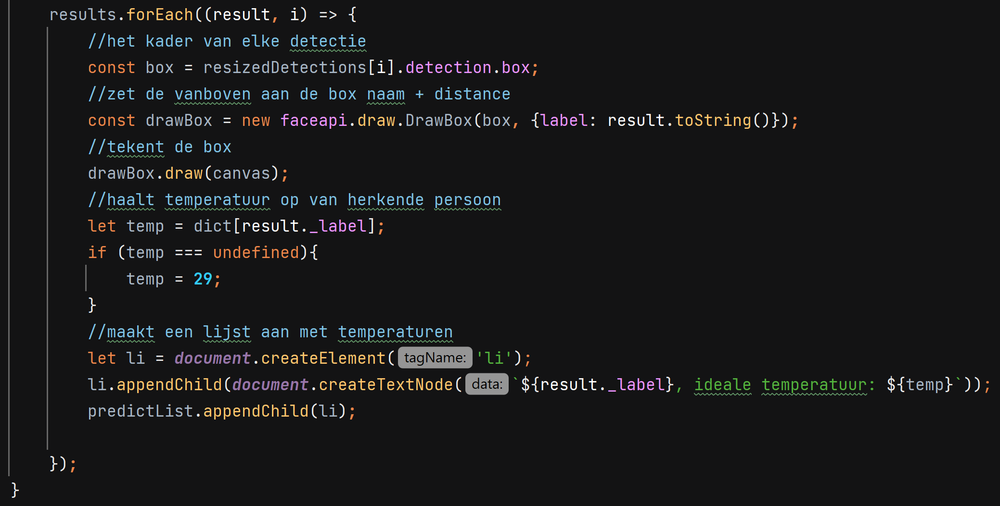 results.forEach((result, i) => {
//het kader van elke detectie
const box = resizedDetections[i].detection.box;
//zet de vanboven aan de box naam + distance
const drawBox = new faceapi.draw.DrawBox(box, {label: result.toString()});
//tekent de box
drawBox.draw(canvas);
//haalt temperatuur op van herkende persoon
let temp = dict[result._label];
if (temp === undefined){
temp = 29;
}
//maakt een lijst aan met temperaturen
let li = document.createElement( tagName: 'li');
li.appendChild(document.createTextNode( data: `${result._label}, ideale temperatuur: ${temp}`));
predictList.appendChild(li);
});
}